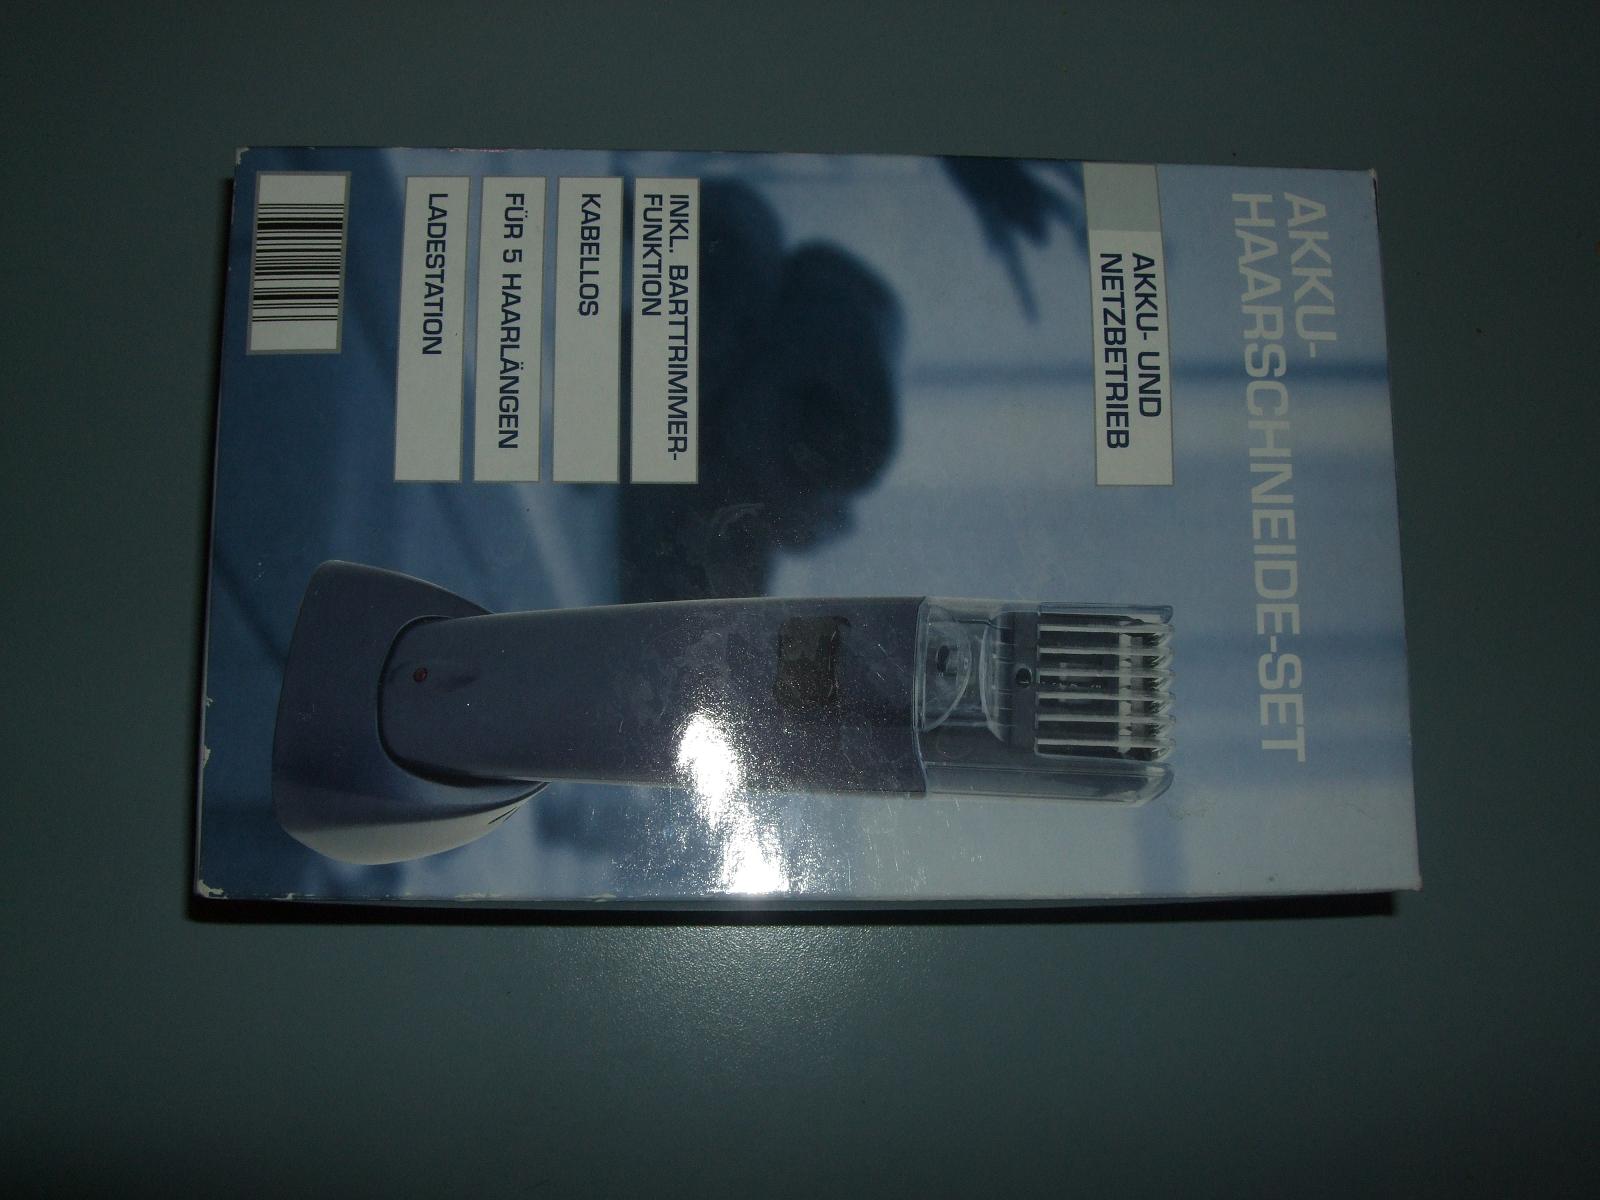 AKKU-
HAARSCHNEIDE-SET
AKKU- UND
NETZBETRIEB
INKL. BARTTRIMMER-
FUNKTION
KABELLOS
FÜR 5 HAARLÄNGEN
LADESTATION